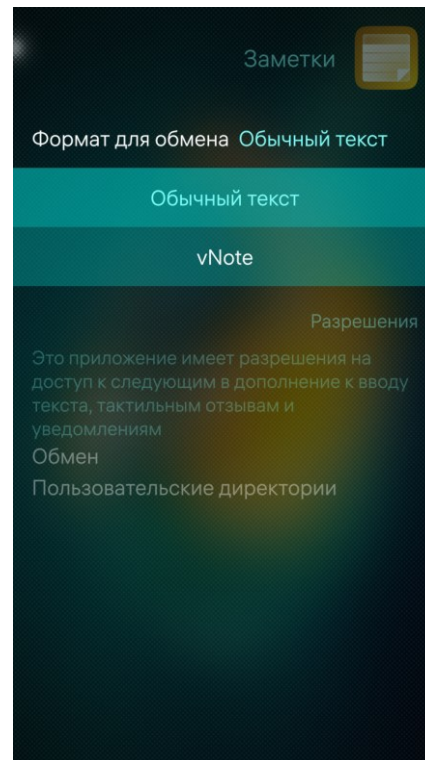 Заметки
Формат для обмена Обычный текст
Обычный текст
vNote
Разрешения
Это приложение имеет разрешения на
доступ к следующим в дополнение к вводу
текста, тактильным отзывам и
уведомлениям
Обмен
Пользовательские директории